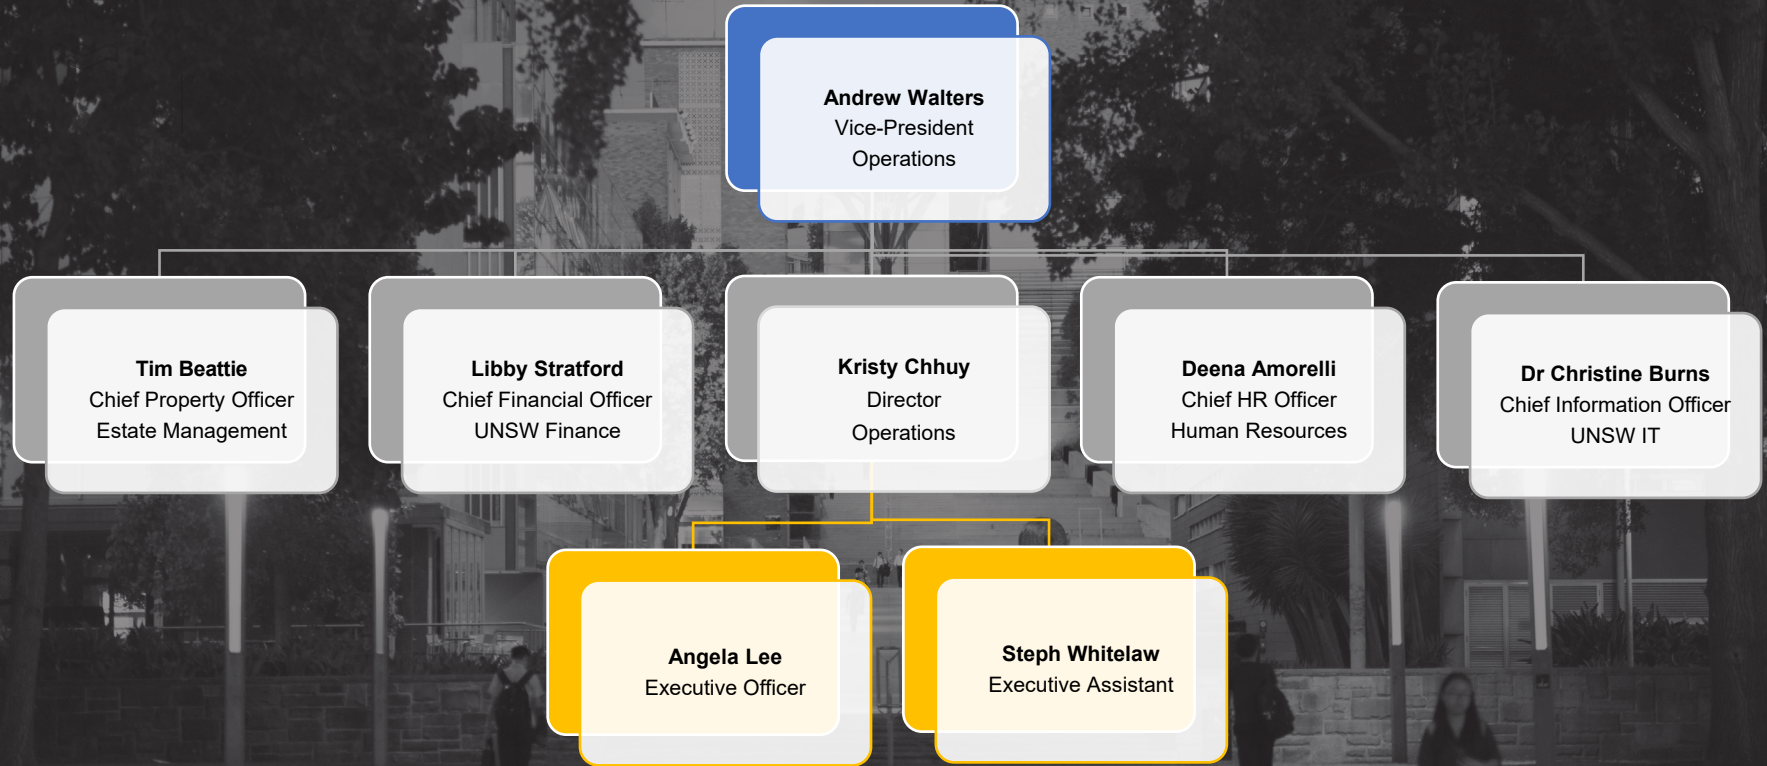 Andrew Walters
Vice-President
Operations
Tim Beattie
Chief Property Officer
Estate Management
Libby Stratford
Chief Financial Officer
UNSW Finance
Kristy Chhuy
Director
Operations
Deena Amorelli
Chief HR Officer
Human Resources
Dr Christine Burns
Chief Information Officer
UNSW IT
Angela Lee
Executive Officer
Steph Whitelaw
Executive Assistant